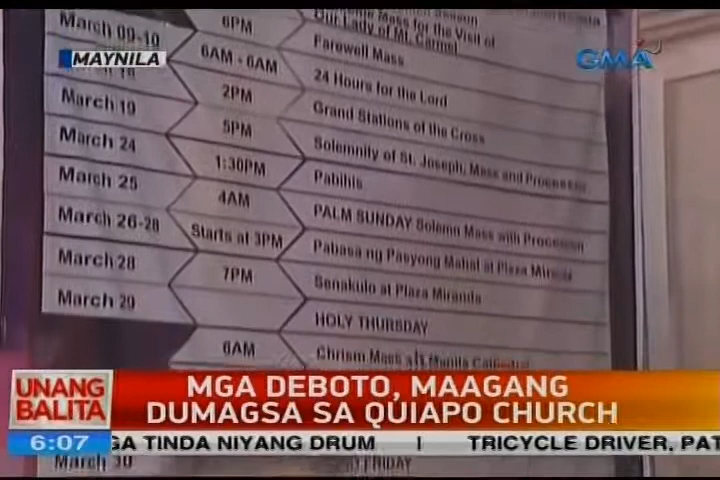 6PM
Our Lady of Mt. Carmel
March 09-10
6AM - 6AM
Farewell Mass
2PM
24 Hours for the Lord
March 19
5PM
Grand Stations of the Cross
March 24
1:30PM
Solemnity of St. Joseph, Mass and Procession
March 25
4AM
Pabihis
March 26-28
Starts at 3PM
PALM SUNDAY Solemn Mass with Procession
March 28
7PM
Pabasa ng Pasyong Mahal at Plaza Miranda
March 29
Senakulo at Plaza Miranda
HOLY THURSDAY
6AM
Chrism Mass at Manila Cathedral
March 30
FRIDAY
MAYNILA
GMA
UNANG BALITA
MGA DEBOTO, MAAGANG
DUMAGSA SA QUIAPO CHURCH
6:07
GA TINDA NIYANG DRUM | TRICYCLE DRIVER, PAT